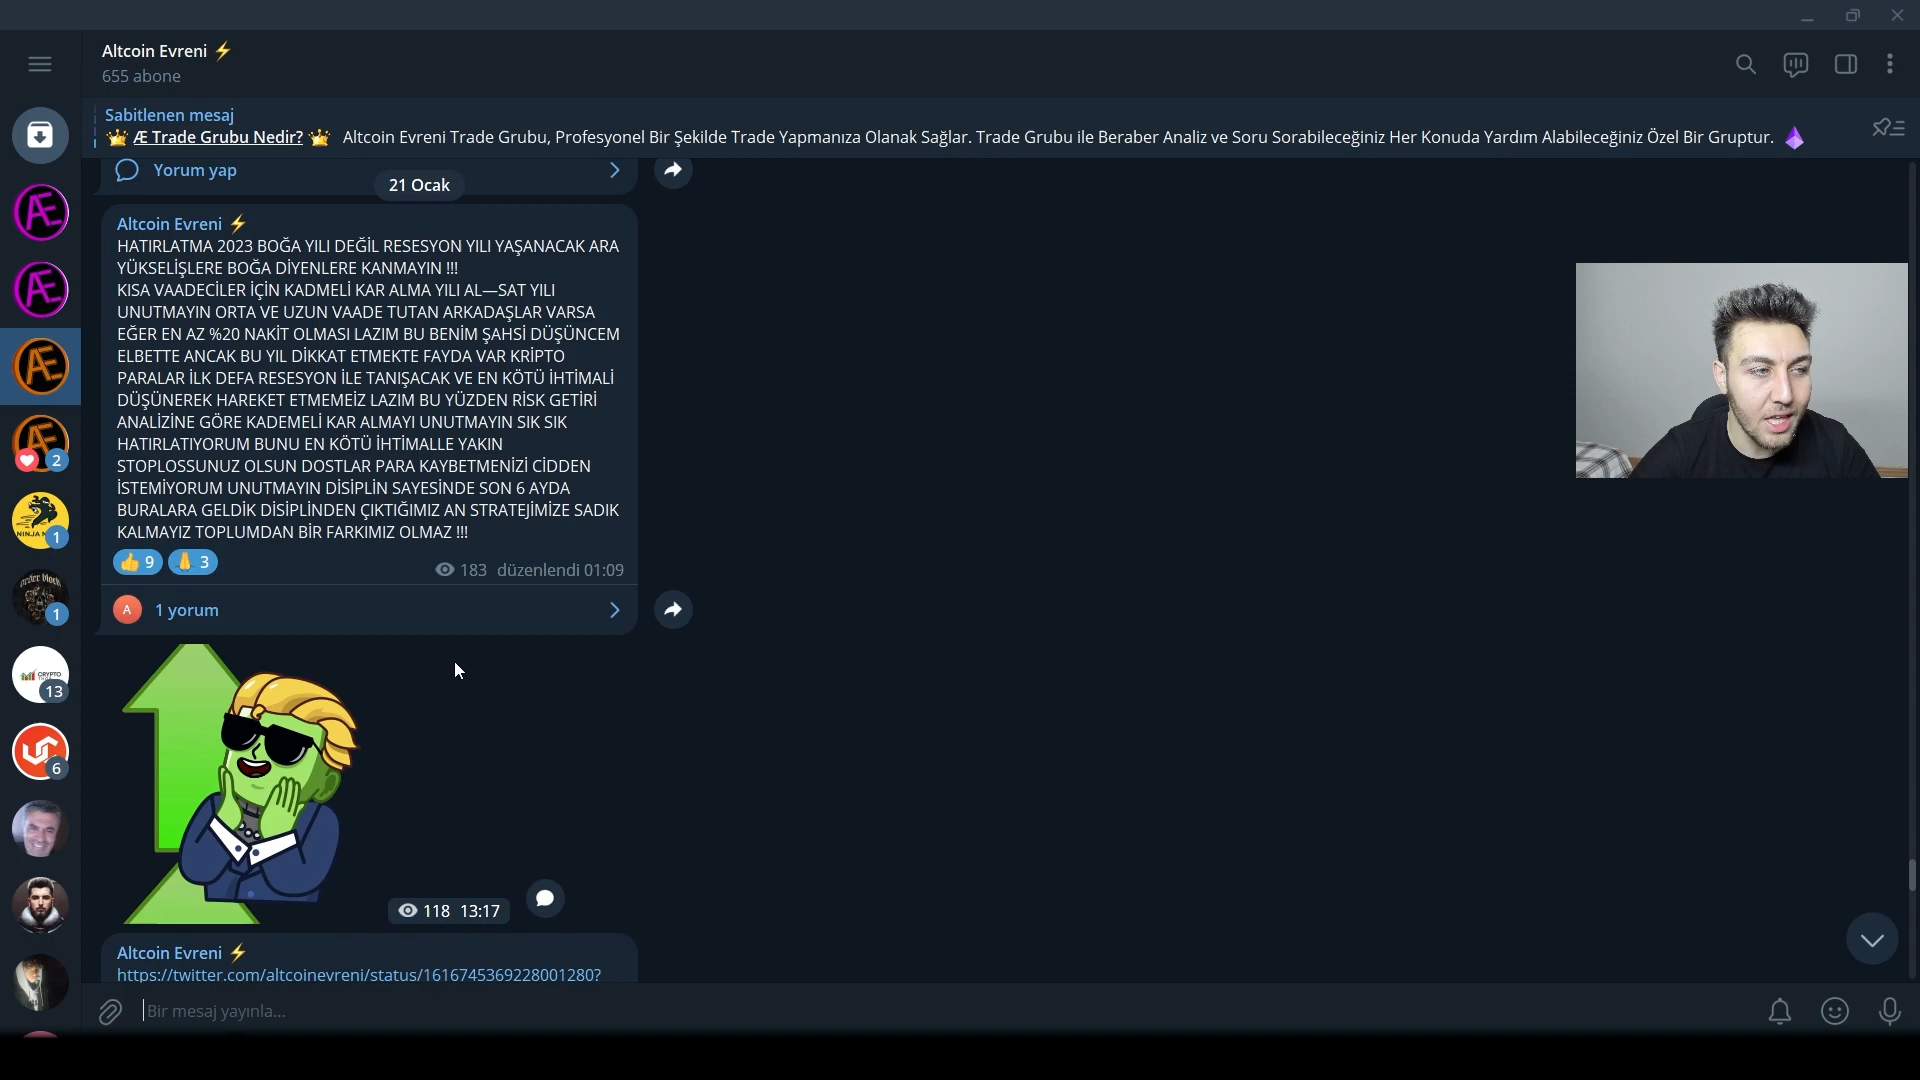 Altcoin Evreni ⚡
655 abone
Sabitlenen mesaj
👑 Æ Trade Grubu Nedir? 👑 Altcoin Evreni Trade Grubu, Profesyonel Bir Şekilde Trade Yapmanıza Olanak Sağlar. Trade Grubu ile Beraber Analiz ve Soru Sorabileceğiniz Her Konuda Yardım Alabileceğiniz Özel Bir Gruptur.
Yorum yap
21 Ocak
Altcoin Evreni ⚡
HATIRLATMA 2023 BOĞA YILI DEĞİL RESESYON YILI YAŞANACAK ARA
YÜKSELİŞLERE BOĞA DİYENLERE KANMAYIN !!!
KISA VAADECİLER İÇİN KADMELİ KAR ALMA YILI AL—SAT YILI
UNUTMAYIN ORTA VE UZUN VAADE TUTAN ARKADAŞLAR VARSA
EĞER EN AZ %20 NAKİT OLMASI LAZIM BU BENİM ŞAHSİ DÜŞÜNCEM
ELBETTE ANCAK BU YIL DİKKAT ETMEKTE FAYDA VAR KRİPTO
PARALAR İLK DEFA RESESYON İLE TANIŞACAK VE EN KÖTÜ İHTİMALİ
DÜŞÜNEREK HAREKET ETMEMEİZ LAZIM BU YÜZDEN RİSK GETİRİ
ANALİZİNE GÖRE KADEMELİ KAR ALMAYI UNUTMAYIN SIK SIK
HATIRLATIYORUM BUNU EN KÖTÜ İHTİMALLE YAKIN
STOPLOSSUNUZ OLSUN DOSTLAR PARA KAYBETMENİZİ CİDDEN
İSTEMİYORUM UNUTMAYIN DİSİPLİN SAYESİNDE SON 6 AYDA
BURALARA GELDİK DİSİPLİNDEN ÇIKTIĞIMIZ AN STRATEJİMİZE SADIK
KALMAYIZ TOPLUMDAN BİR FARKIMIZ OLMAZ !!!
👍 9 🙏 3
183 düzenlendi 01:09
A 1 yorum
118 13:17
Altcoin Evreni ⚡
https://twitter.com/altcoinevreni/status/1616745369228001280?
Bir mesaj yayınla...
Æ
Æ
Æ
Æ
2
1
order block
1
CRYPTO
13
6